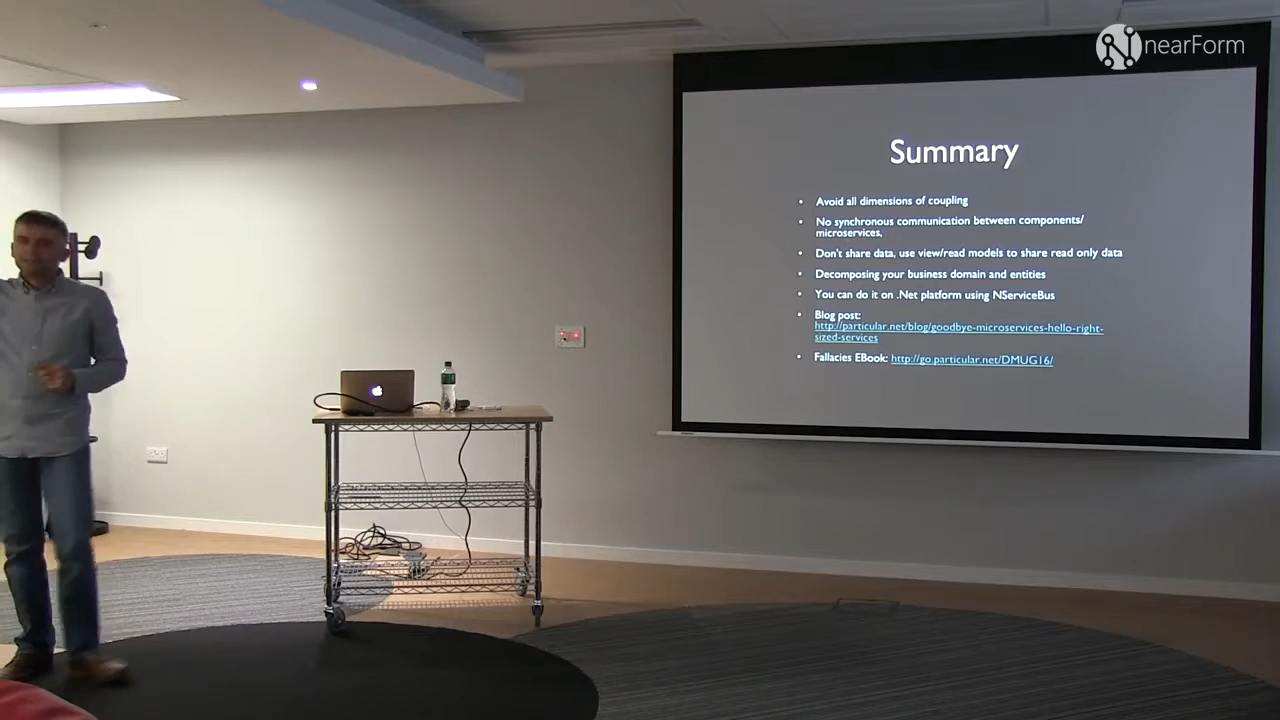 nearForm
Summary
• Avoid all dimensions of coupling
• No synchronous communication between components/
microservices,
• Don't share data, use view/read models to share read only data
• Decomposing your business domain and entities
• You can do it on .Net platform using NServiceBus
• Blog post:
http://particular.net/blog/goodbye-microservices-hello-right-
sized-services
• Fallacies EBook: http://go.particular.net/DMUG16/